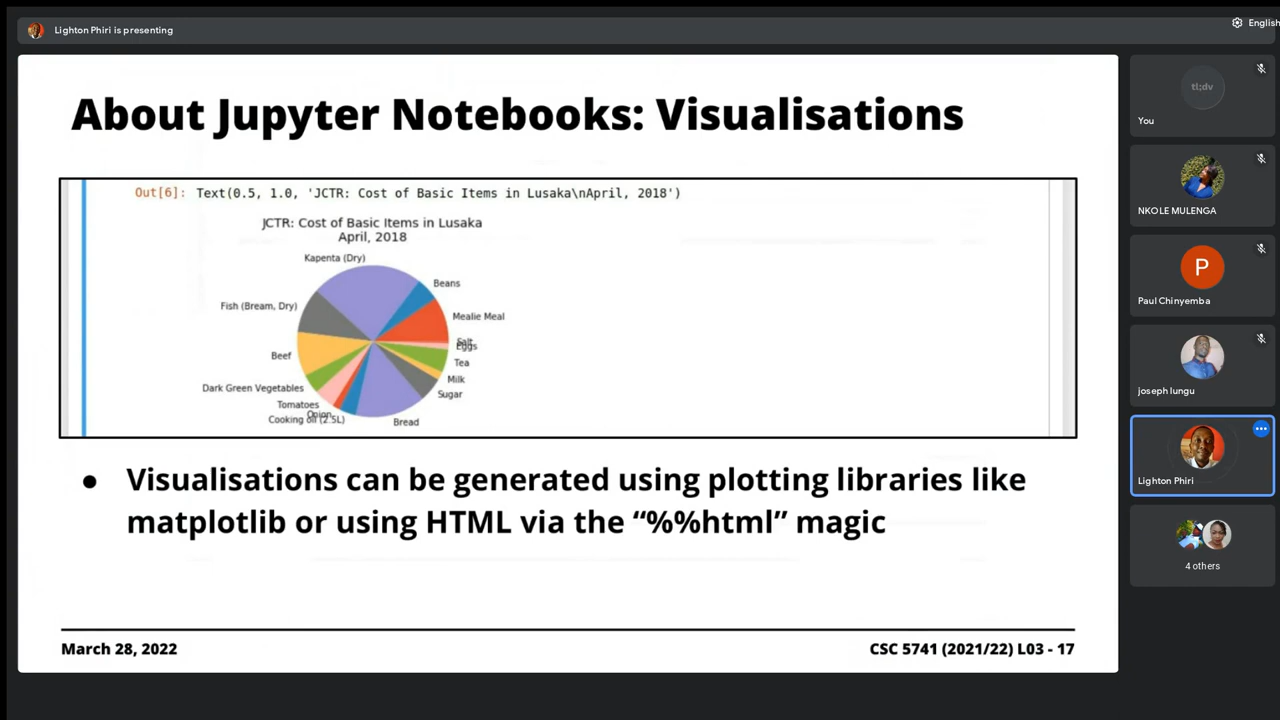 Lighton Phiri is presenting
English
About Jupyter Notebooks: Visualisations
Out[6]: Text(0.5, 1.0, 'JCTR: Cost of Basic Items in Lusaka\nApril, 2018')
JCTR: Cost of Basic Items in Lusaka
April, 2018
Kapenta (Dry)
Beans
Fish (Bream, Dry)
Mealie Meal
Salt
Eggs
Beef
Tea
Milk
Dark Green Vegetables
Sugar
Tomatoes
Onion
Cooking oil (2.5L)
Bread
● Visualisations can be generated using plotting libraries like
matplotlib or using HTML via the “%%html” magic
March 28, 2022
CSC 5741 (2021/22) L03 - 17
tl;dv
You
NKOLE MULENGA
P
Paul Chinyemba
joseph lungu
Lighton Phiri
4 others